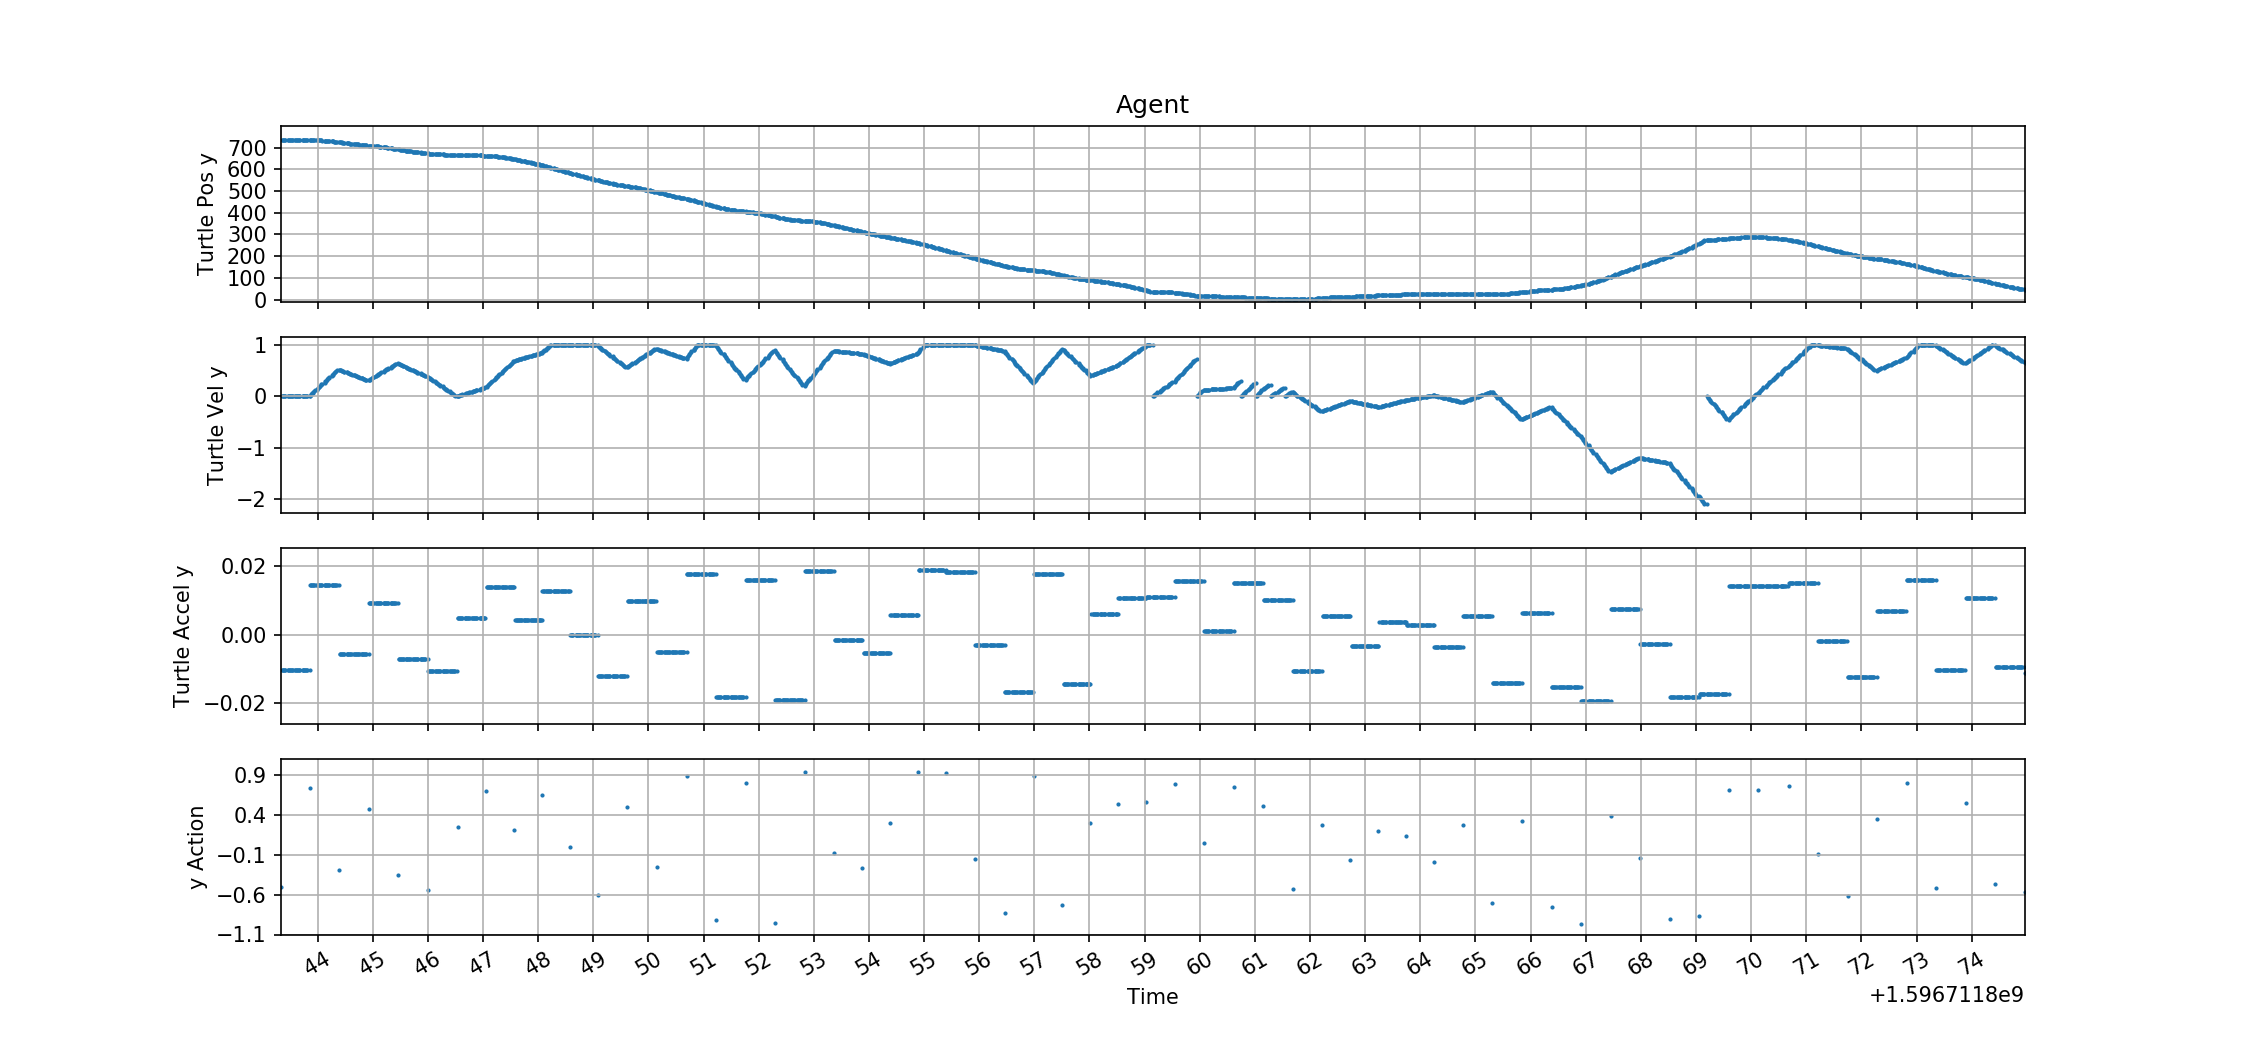 Agent
Turtle Pos y
700
600
500
400
300
200
100
0
Turtle Vel y
1
0
−1
−2
Turtle Accel y
0.02
0.00
−0.02
y Action
0.9
0.4
−0.1
−0.6
−1.1
44 45 46 47 48 49 50 51 52 53 54 55 56 57 58 59 60 61 62 63 64 65 66 67 68 69 70 71 72 73 74
Time
+1.5967118e9